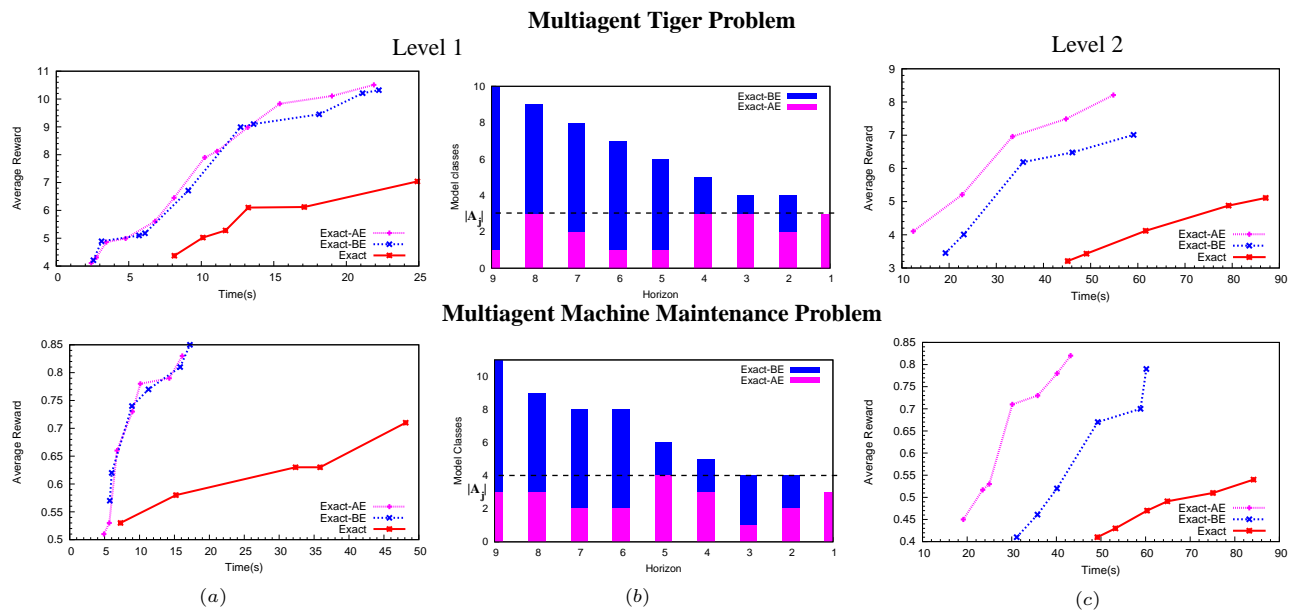 Multiagent Tiger Problem
Level 1
Level 2
11
10
9
8
7
6
5
4
0
5
10
15
20
25
Average Reward
Time(s)
Exact-AE
Exact-BE
Exact
10
8
6
4
2
0
|Aj|
Model classes
Exact-BE
Exact-AE
9
8
7
6
5
4
3
2
1
Horizon
9
8
7
6
5
4
3
10
20
30
40
50
60
70
80
90
Average Reward
Time(s)
Exact-AE
Exact-BE
Exact
Multiagent Machine Maintenance Problem
0.85
0.8
0.75
0.7
0.65
0.6
0.55
0.5
0
5
10
15
20
25
30
35
40
45
50
Average Reward
Time(s)
Exact-AE
Exact-BE
Exact
10
8
6
4
2
0
|Aj|
Model Classes
Exact-BE
Exact-AE
9
8
7
6
5
4
3
2
1
Horizon
0.85
0.8
0.75
0.7
0.65
0.6
0.55
0.5
0.45
0.4
10
20
30
40
50
60
70
80
90
Average Reward
Time(s)
Exact-AE
Exact-BE
Exact
(a)
(b)
(c)